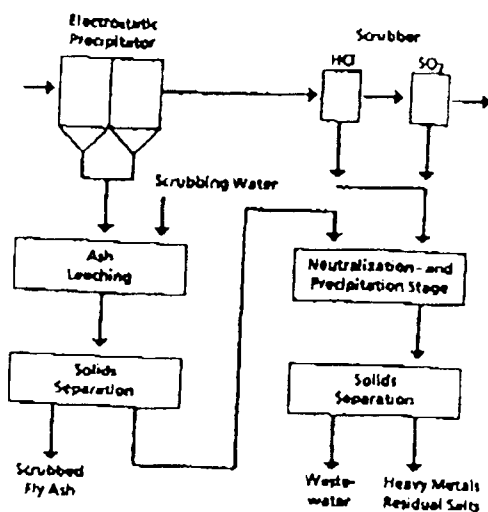 Electrostatic
Precipitator
Scrubber
HCl
SO2
Scrubbing Water
Ash
Leaching
Neutralization- and
Precipitation Stage
Solids
Separation
Solids
Separation
Scrubbed
Fly Ash
Waste-
water
Heavy Metals
Residual Salts